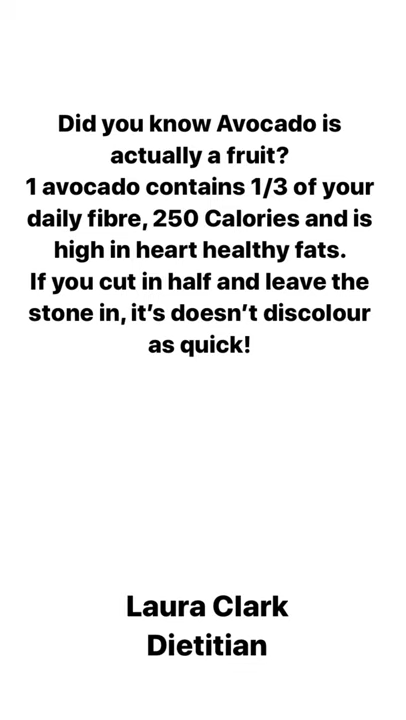 Did you know Avocado is
actually a fruit?
1 avocado contains 1/3 of your
daily fibre, 250 Calories and is
high in heart healthy fats.
If you cut in half and leave the
stone in, it's doesn't discolour
as quick!
Laura Clark
Dietitian